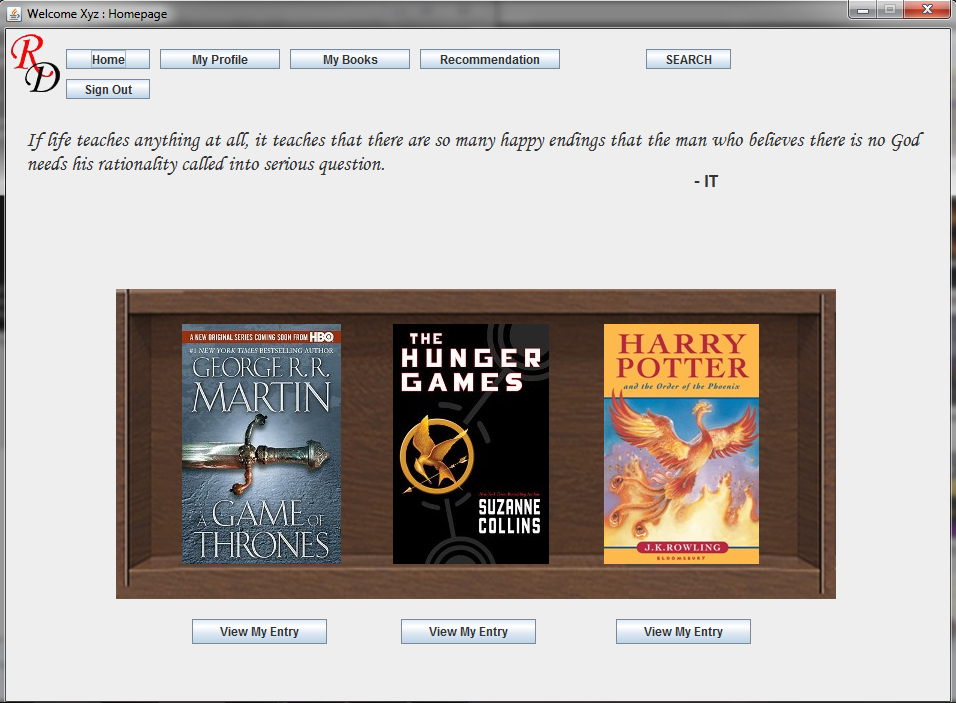 Welcome Xyz : Homepage
RD
Home My Profile My Books Recommendation SEARCH
Sign Out
If life teaches anything at all, it teaches that there are so many happy endings that the man who believes there is no God
needs his rationality called into serious question.
- IT
A NEW ORIGINAL SERIES COMING SOON FROM HBO
#1 NEW YORK TIMES BESTSELLING AUTHOR
GEORGE R. R.
MARTIN
A GAME OF
THRONES
THE
HUNGER
GAMES
SUZANNE
COLLINS
HARRY
POTTER
and the Order of the Phoenix
J.K.ROWLING
BLOOMSBURY
View My Entry View My Entry View My Entry